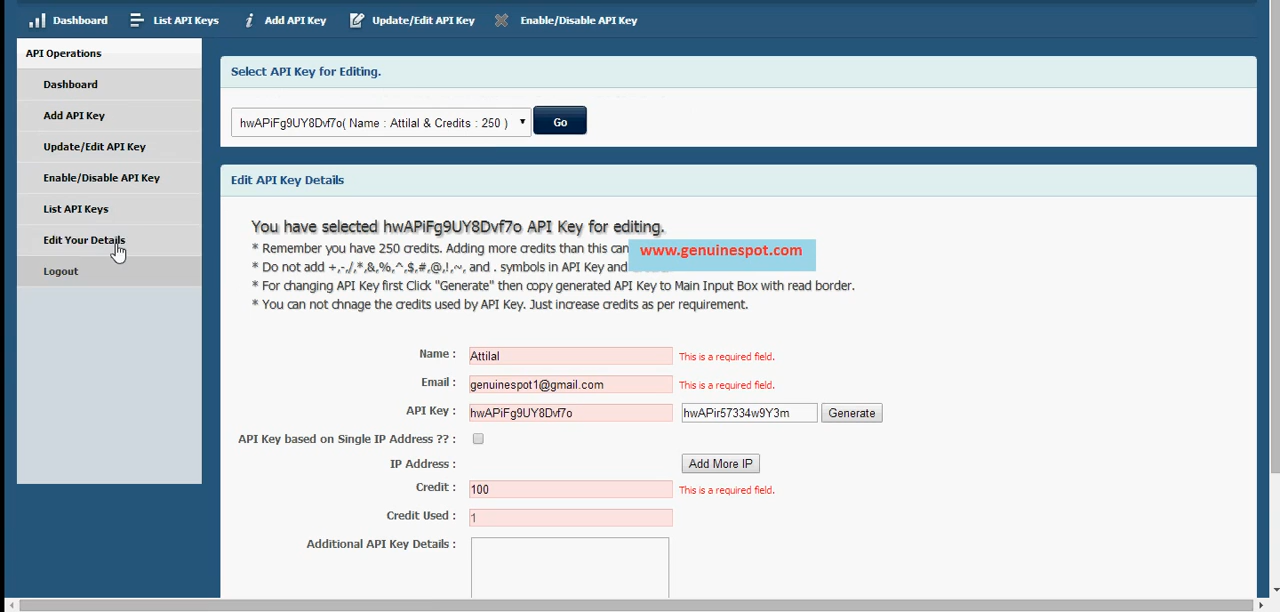 Dashboard List API Keys Add API Key Update/Edit API Key Enable/Disable API Key
API Operations
Dashboard
Add API Key
Update/Edit API Key
Enable/Disable API Key
List API Keys
Edit Your Details
Logout
Select API Key for Editing.
hwAPiFg9UY8Dvf7o( Name : Attilal & Credits : 250 ) Go
Edit API Key Details
You have selected hwAPiFg9UY8Dvf7o API Key for editing.
* Remember you have 250 credits. Adding more credits than this can
www.genuinespot.com
* Do not add +,-,/,*,&,%,^,$,#,@,!,~, and . symbols in API Key and
* For changing API Key first Click "Generate" then copy generated API Key to Main Input Box with read border.
* You can not chnage the credits used by API Key. Just increase credits as per requirement.
Name : Attilal This is a required field.
Email : genuinespot1@gmail.com This is a required field.
API Key : hwAPiFg9UY8Dvf7o hwAPir57334w9Y3m Generate
API Key based on Single IP Address ?? :
IP Address : Add More IP
Credit : 100 This is a required field.
Credit Used : 1
Additional API Key Details :